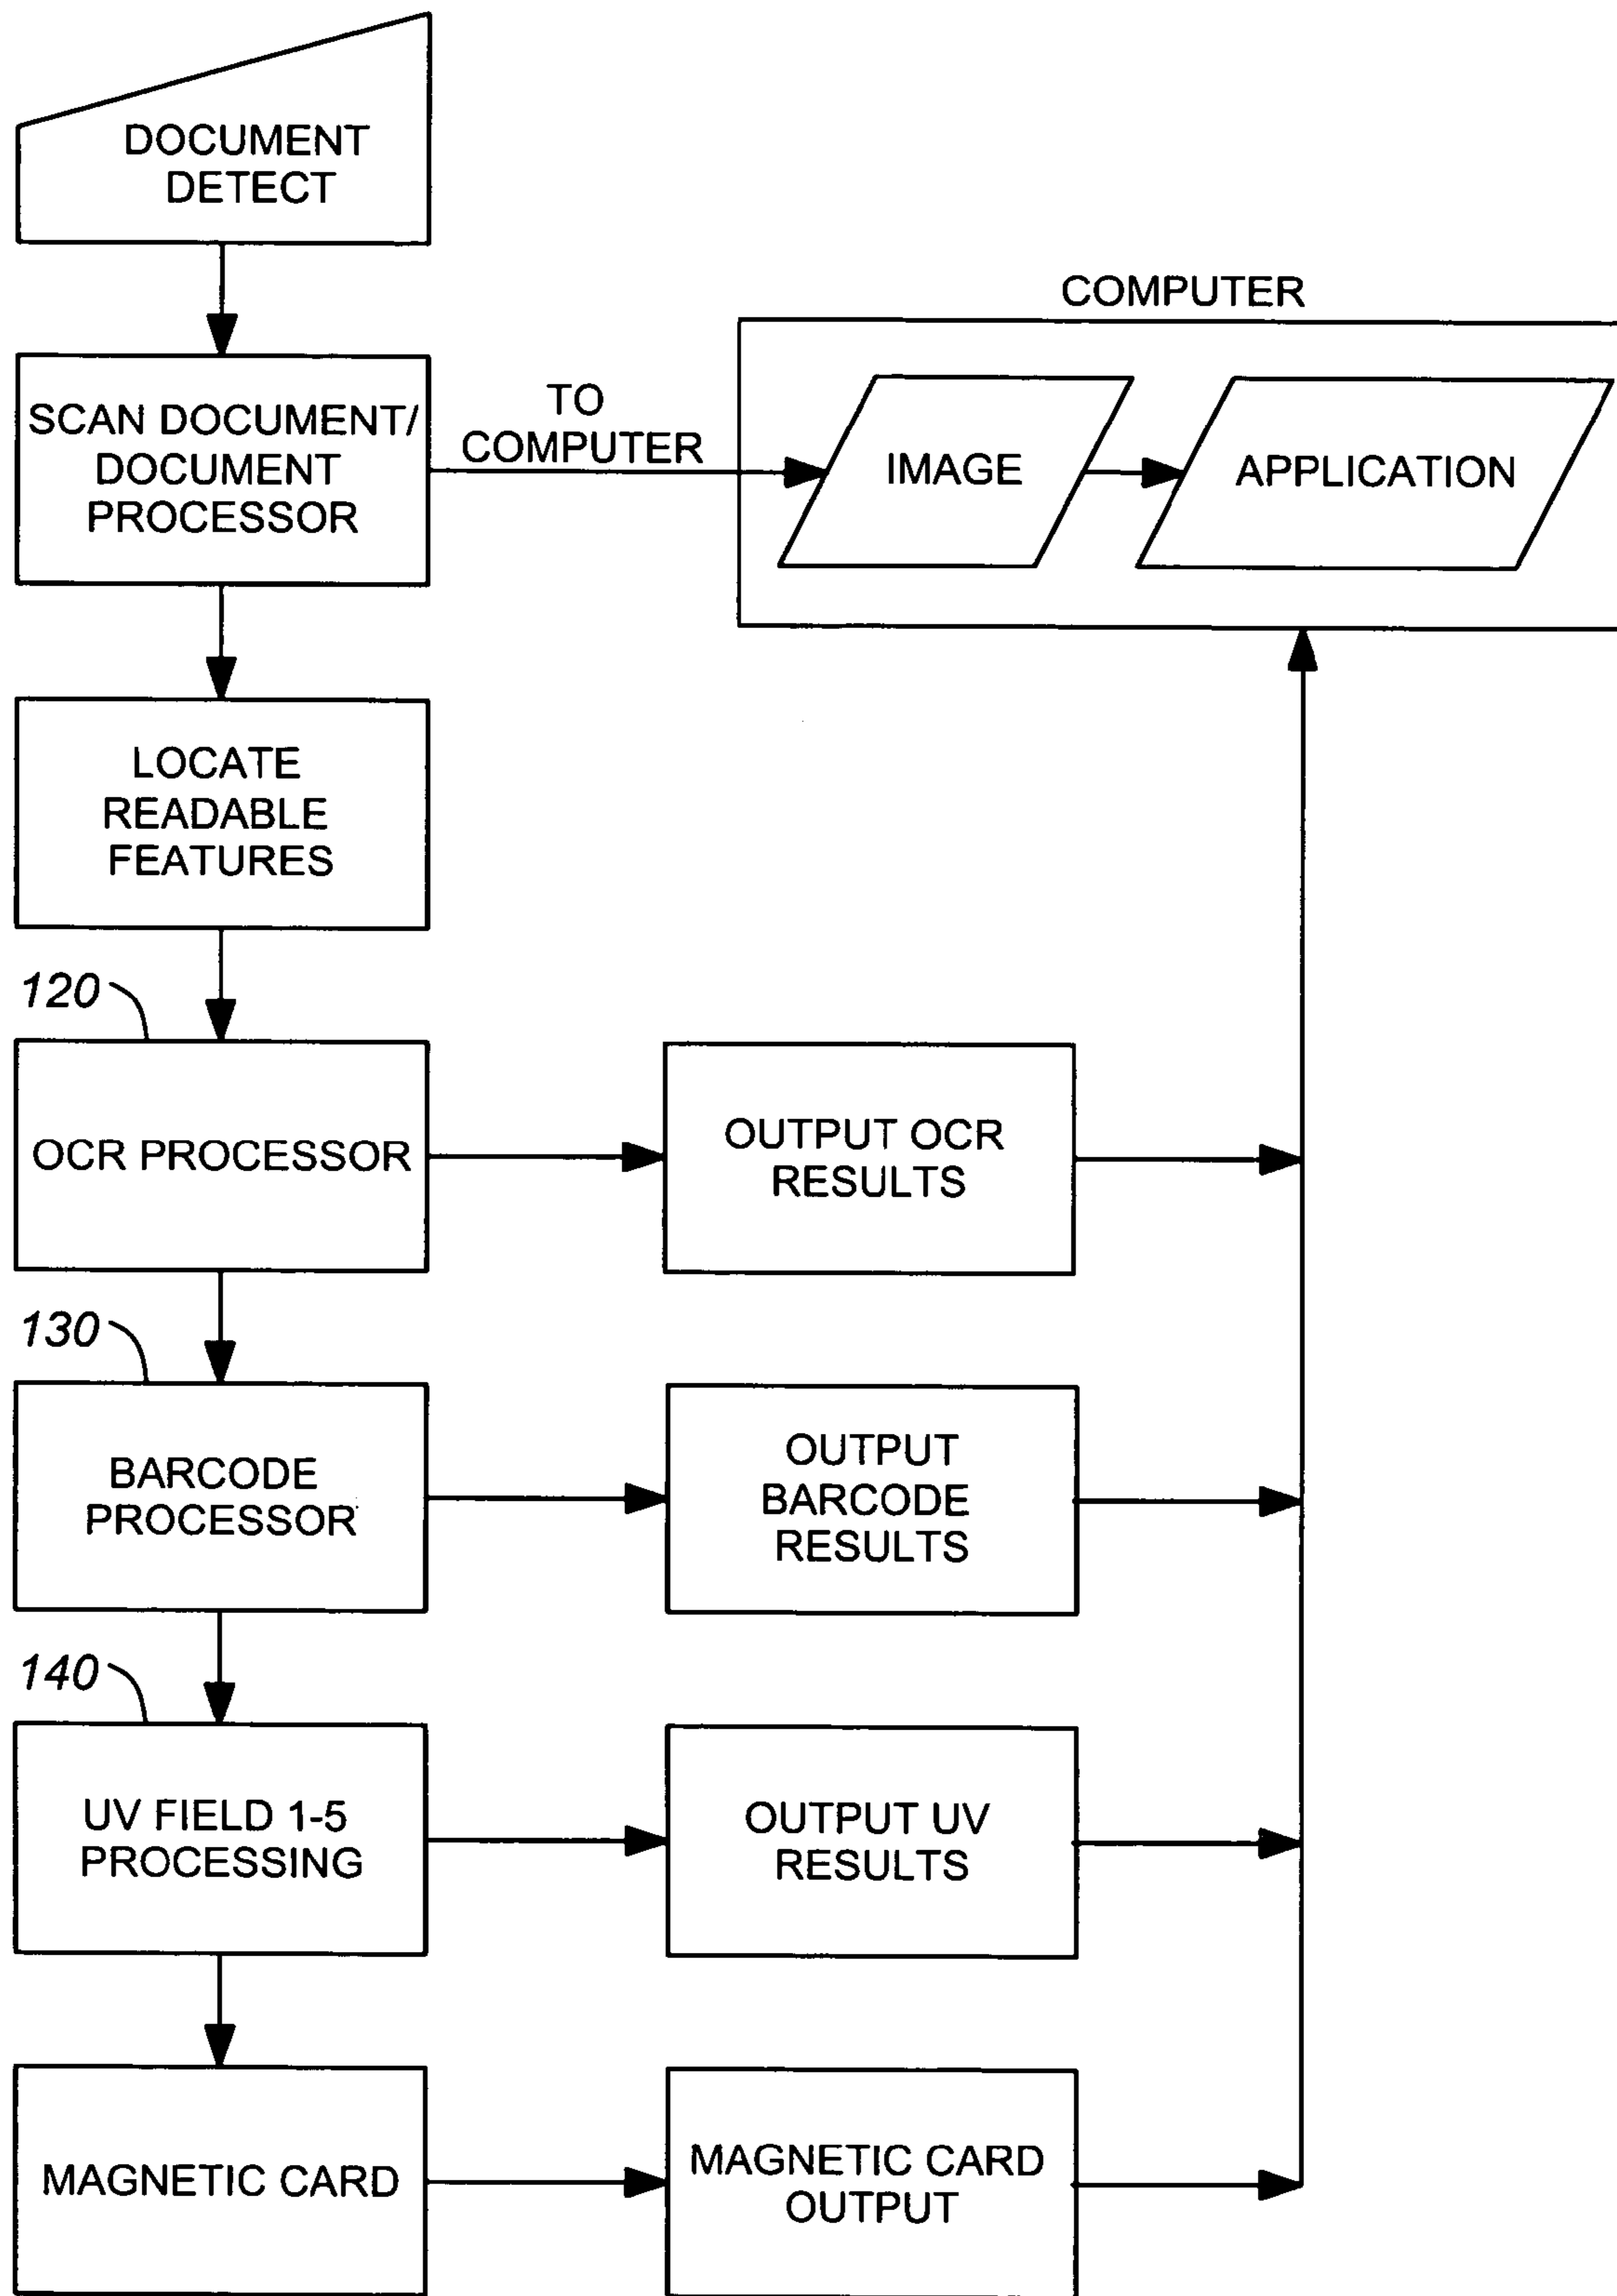 DOCUMENT
DETECT
COMPUTER
SCAN DOCUMENT/
DOCUMENT
PROCESSOR
TO
COMPUTER
IMAGE
APPLICATION
LOCATE
READABLE
FEATURES
120
OCR PROCESSOR
OUTPUT OCR
RESULTS
130
BARCODE
PROCESSOR
OUTPUT
BARCODE
RESULTS
140
UV FIELD 1-5
PROCESSING
OUTPUT UV
RESULTS
MAGNETIC CARD
MAGNETIC CARD
OUTPUT